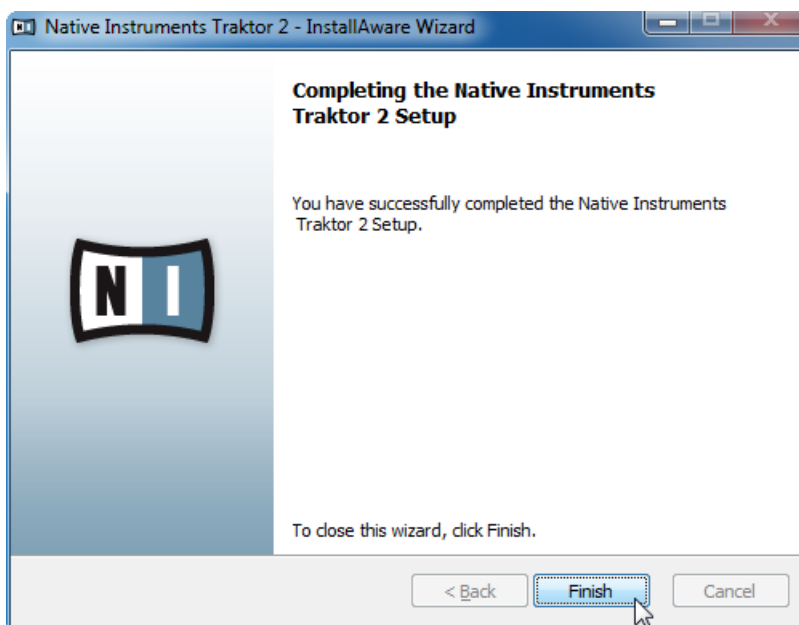 Native Instruments Traktor 2 - InstallAware Wizard
Completing the Native Instruments
Traktor 2 Setup
You have successfully completed the Native Instruments
Traktor 2 Setup.
N I
To close this wizard, click Finish.
< Back Finish Cancel